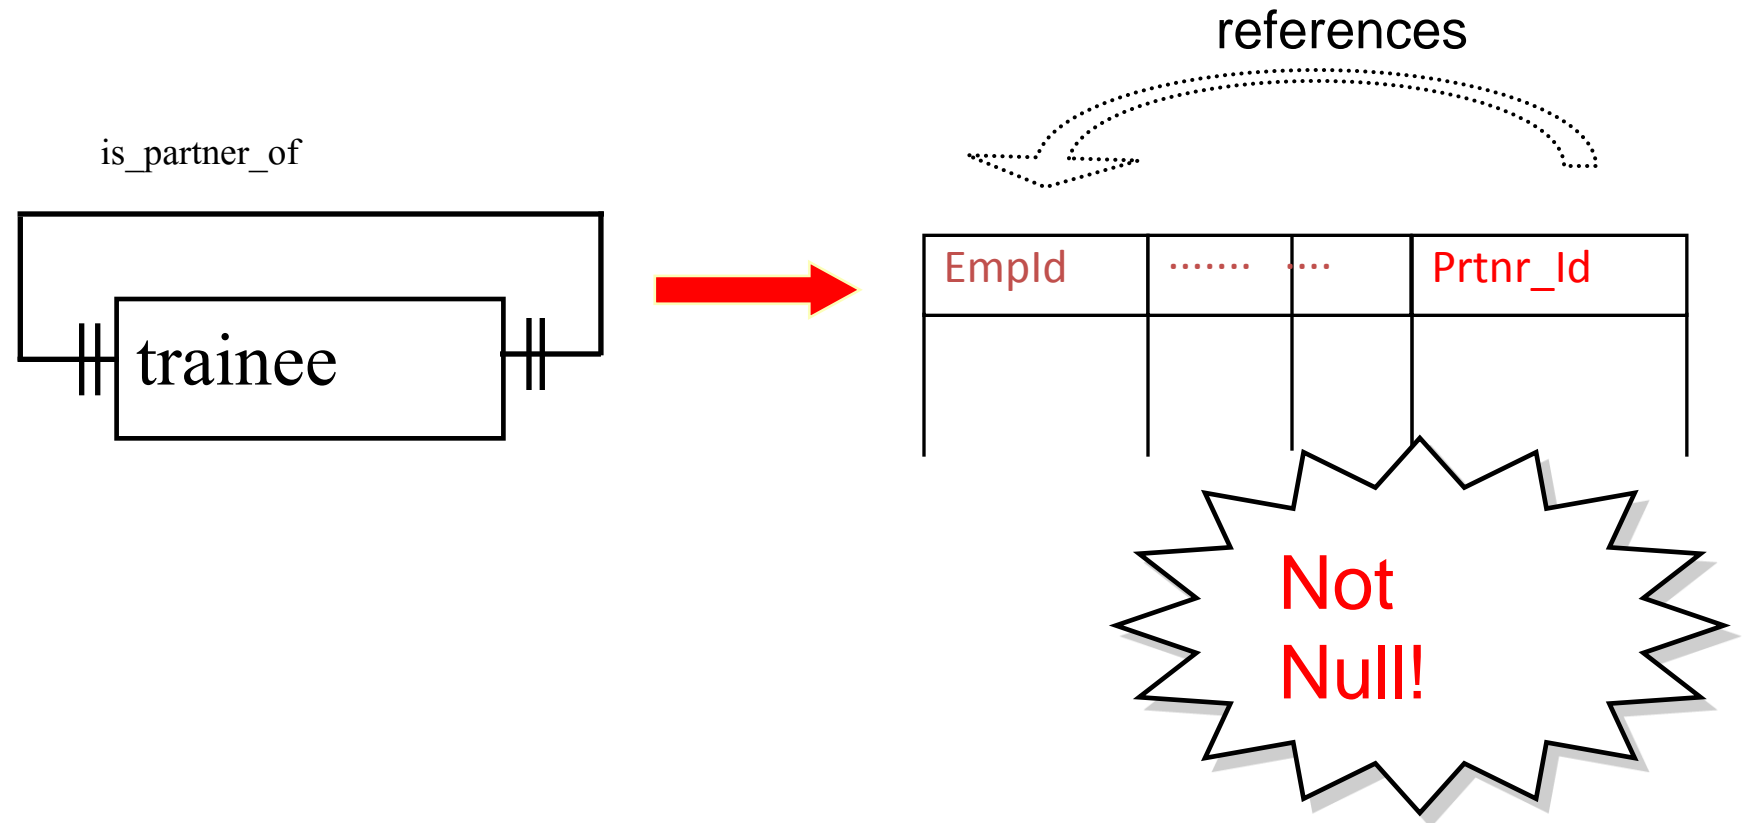 references
is_partner_of
trainee
EmpId ....... .... Prtnr_Id
Not
Null!